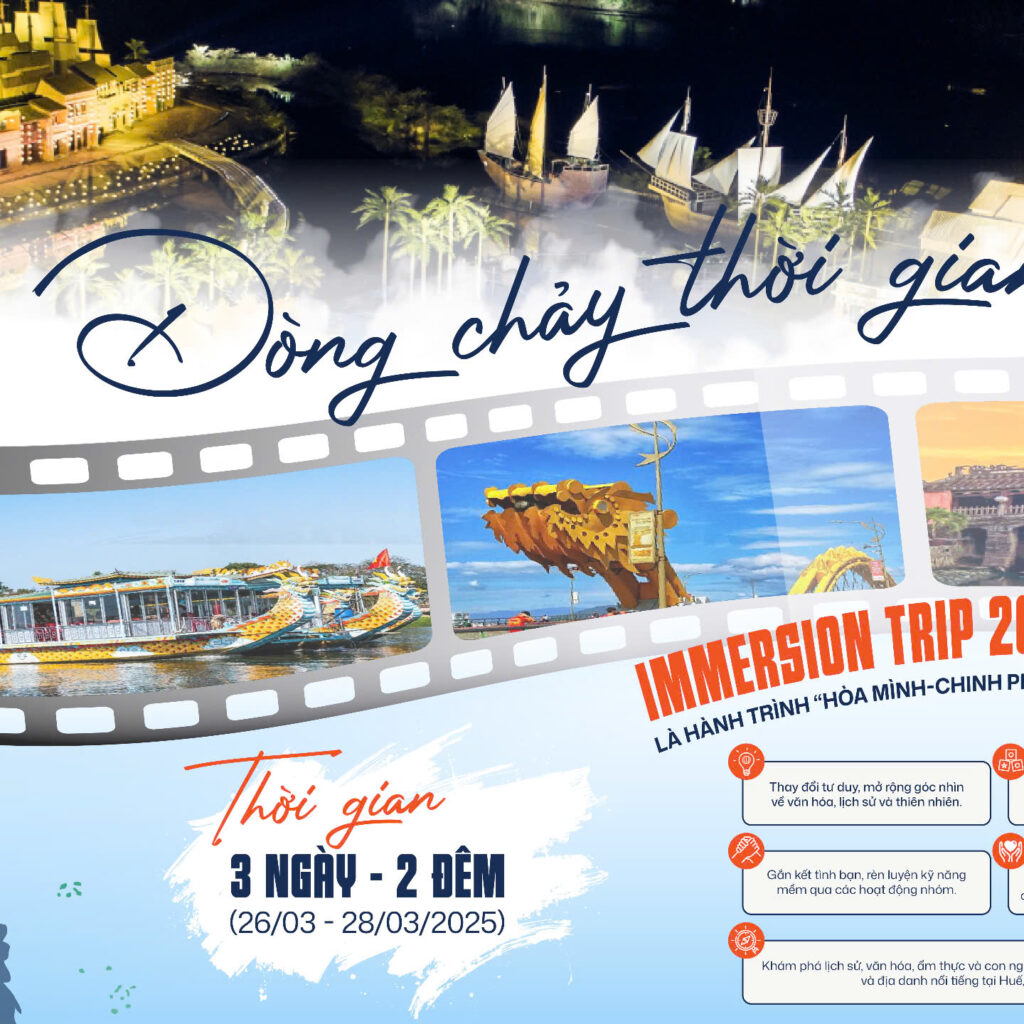 Dòng chảy thời gian
IMMERSION TRIP
LÀ HÀNH TRÌNH “HÒA MÌNH-CHINH
Thời gian
3 NGÀY - 2 ĐÊM
(26/03 - 28/03/2025)
Thay đổi tư duy, mở rộng góc nhìn
về văn hóa, lịch sử và thiên nhiên.
Gắn kết tình bạn, rèn luyện kỹ năng
mềm qua các hoạt động nhóm.
Khám phá lịch sử, văn hóa, ẩm thực và con
và địa danh nổi tiếng tại Huế,